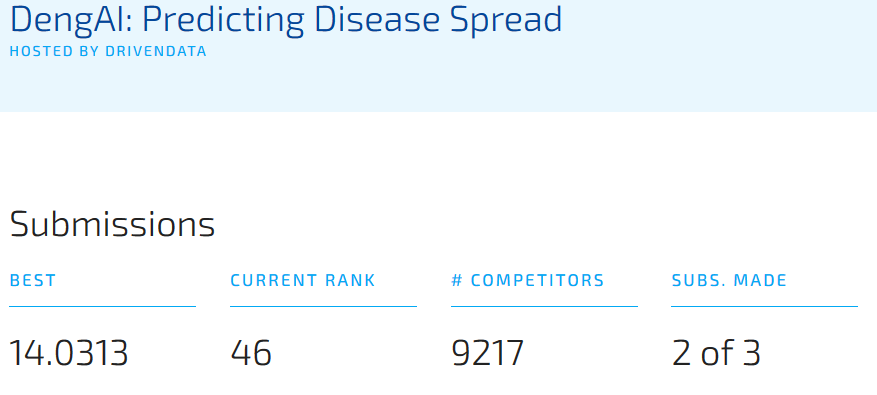 DengAI: Predicting Disease Spread
HOSTED BY DRIVENDATA
Submissions
BEST CURRENT RANK # COMPETITORS SUBS. MADE
14.0313 46 9217 2 of 3